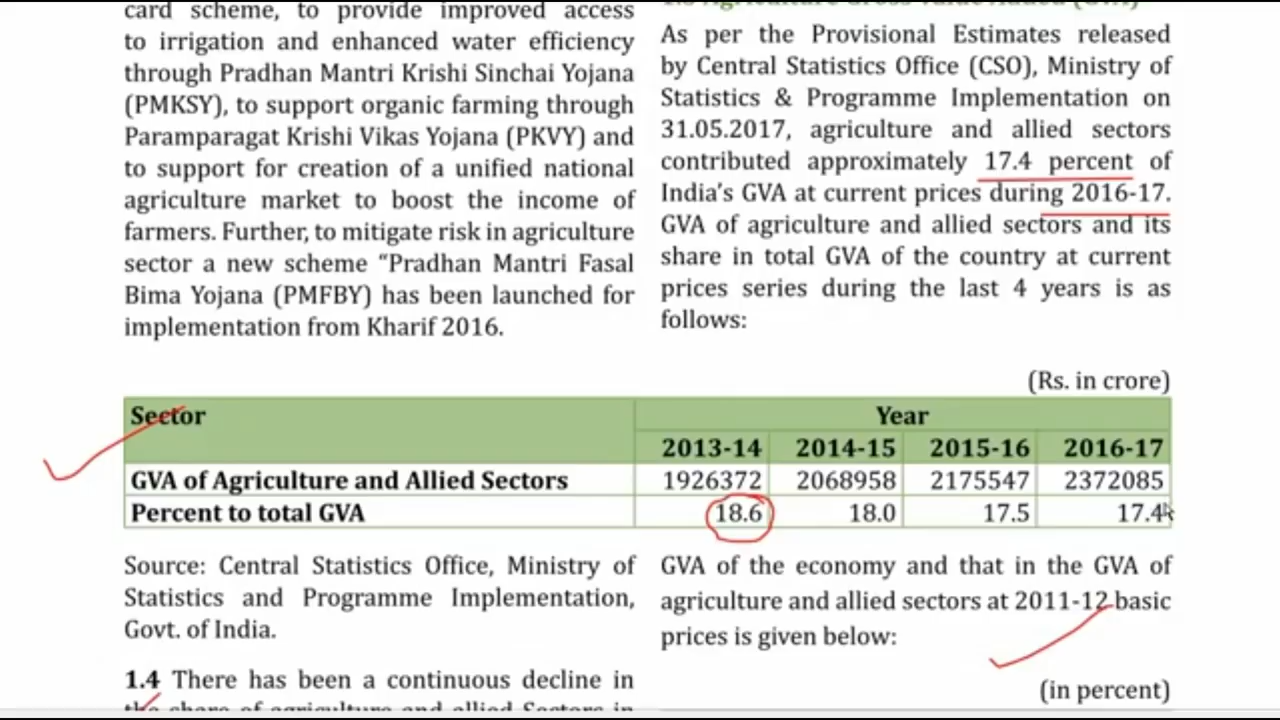 card scheme, to provide improved access
to irrigation and enhanced water efficiency
through Pradhan Mantri Krishi Sinchai Yojana
(PMKSY), to support organic farming through
Paramparagat Krishi Vikas Yojana (PKVY) and
to support for creation of a unified national
agriculture market to boost the income of
farmers. Further, to mitigate risk in agriculture
sector a new scheme “Pradhan Mantri Fasal
Bima Yojana (PMFBY) has been launched for
implementation from Kharif 2016.
As per the Provisional Estimates released
by Central Statistics Office (CSO), Ministry of
Statistics & Programme Implementation on
31.05.2017, agriculture and allied sectors
contributed approximately 17.4 percent of
India’s GVA at current prices during 2016-17.
GVA of agriculture and allied sectors and its
share in total GVA of the country at current
prices series during the last 4 years is as
follows:
(Rs. in crore)
Sector Year
2013-14 2014-15 2015-16 2016-17
GVA of Agriculture and Allied Sectors 1926372 2068958 2175547 2372085
Percent to total GVA 18.6 18.0 17.5 17.4
Source: Central Statistics Office, Ministry of
Statistics and Programme Implementation,
Govt. of India.
1.4 There has been a continuous decline in
the share of agriculture and allied Sectors in
GVA of the economy and that in the GVA of
agriculture and allied sectors at 2011-12 basic
prices is given below:
(in percent)